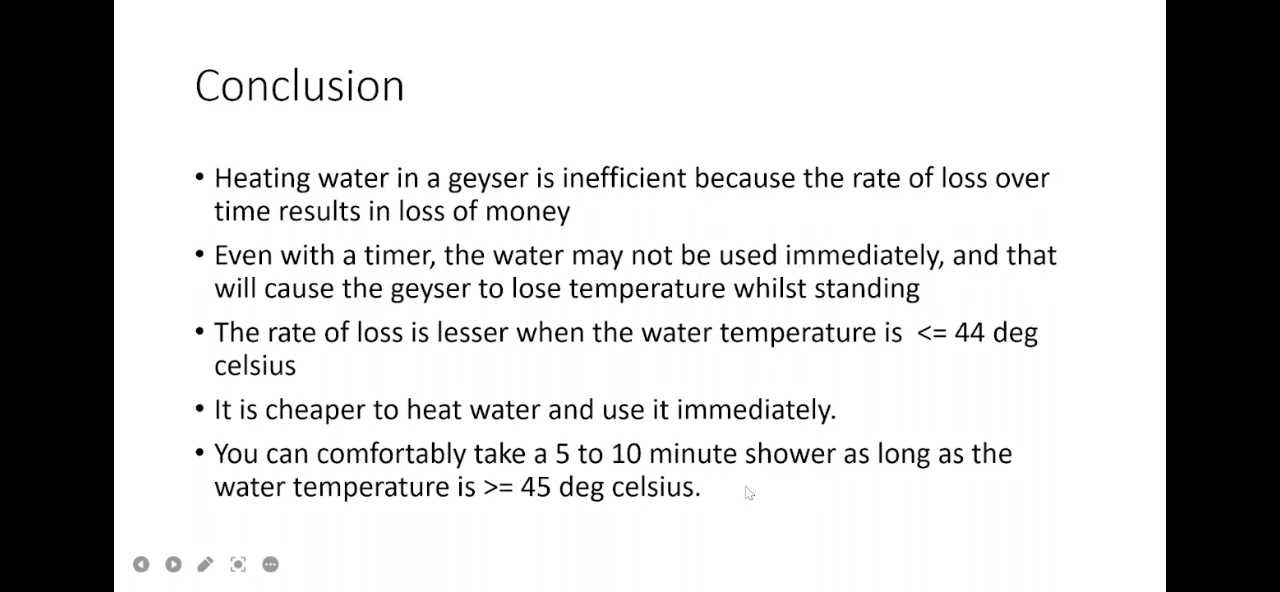 Conclusion
• Heating water in a geyser is inefficient because the rate of loss over
time results in loss of money
• Even with a timer, the water may not be used immediately, and that
will cause the geyser to lose temperature whilst standing
• The rate of loss is lesser when the water temperature is  <= 44 deg
celsius
• It is cheaper to heat water and use it immediately.
• You can comfortably take a 5 to 10 minute shower as long as the
water temperature is >= 45 deg celsius.